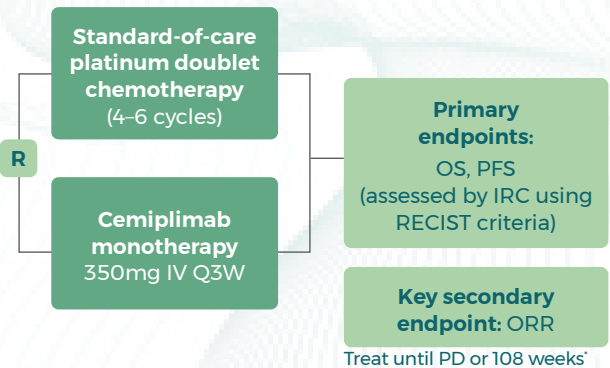 Standard-of-care
platinum doublet
chemotherapy
(4–6 cycles)
R
Cemiplimab
monotherapy
350mg IV Q3W
Primary
endpoints:
OS, PFS
(assessed by IRC using
RECIST criteria)
Key secondary
endpoint: ORR
Treat until PD or 108 weeks*